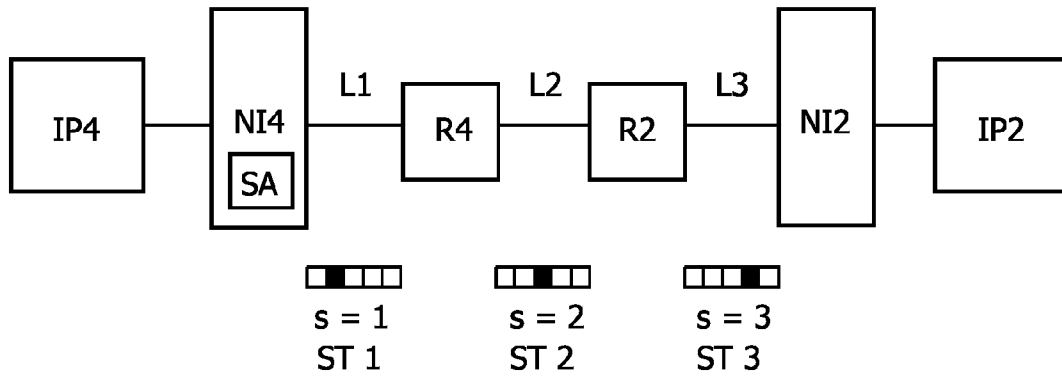 L1 L2 L3
IP4 NI4 R4 R2 NI2 IP2
SA
s = 1 s = 2 s = 3
ST 1 ST 2 ST 3